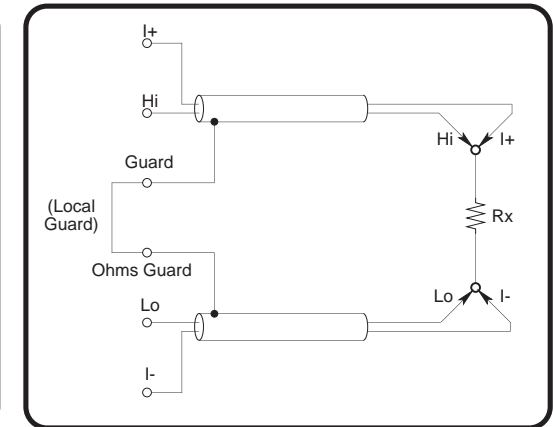 I+
Hi
Hi
I+
Guard
(Local
Guard)
Rx
Ohms Guard
Lo
Lo
I-
I-